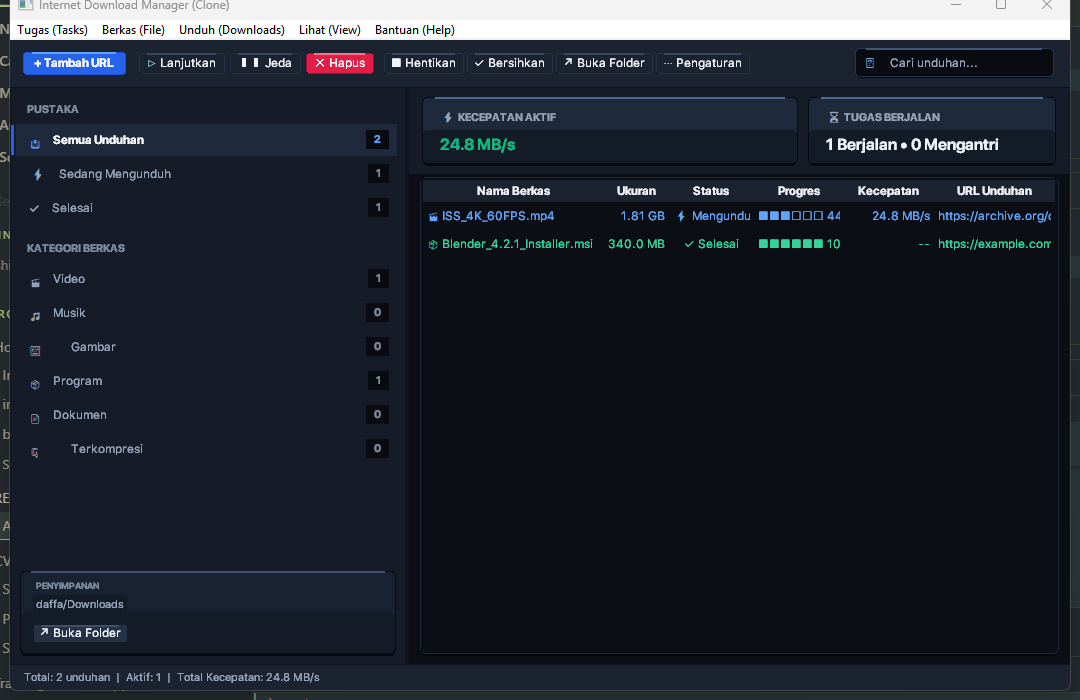 Internet Download Manager (Clone)
Tugas (Tasks) Berkas (File) Unduh (Downloads) Lihat (View) Bantuan (Help)
+ Tambah URL Lanjutkan Jeda Hapus Hentikan Bersihkan Buka Folder Pengaturan Cari unduhan...
PUSTAKA
Semua Unduhan 2
Sedang Mengunduh 1
Selesai 1
KATEGORI BERKAS
Video 1
Musik 0
Gambar 0
Program 1
Dokumen 0
Terkompresi 0
PENYIMPANAN
daffa/Downloads
Buka Folder
KECEPATAN AKTIF
24.8 MB/s
TUGAS BERJALAN
1 Berjalan • 0 Mengantri
Nama Berkas Ukuran Status Progres Kecepatan URL Unduhan
ISS_4K_60FPS.mp4 1.81 GB Mengundu 44 24.8 MB/s https://archive.org/
Blender_4.2.1_Installer.msi 340.0 MB Selesai 10 -- https://example.com
Total: 2 unduhan | Aktif: 1 | Total Kecepatan: 24.8 MB/s